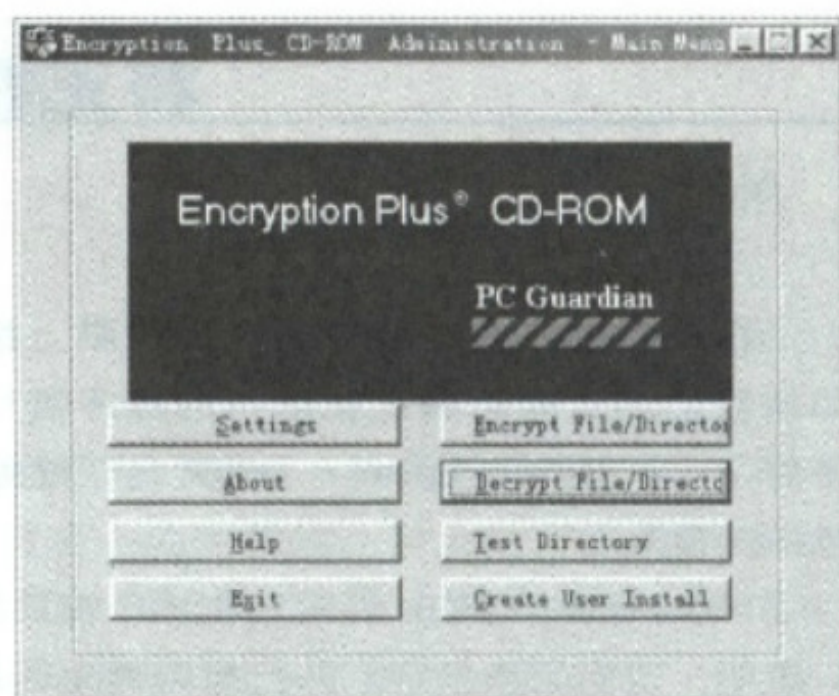 Encryption Plus_ CD-ROM Administration - Main Menu
Encryption Plus® CD-ROM
PC Guardian
Settings
Encrypt File/Director
About
Decrypt File/Directo
Help
Test Directory
Exit
Create User Install